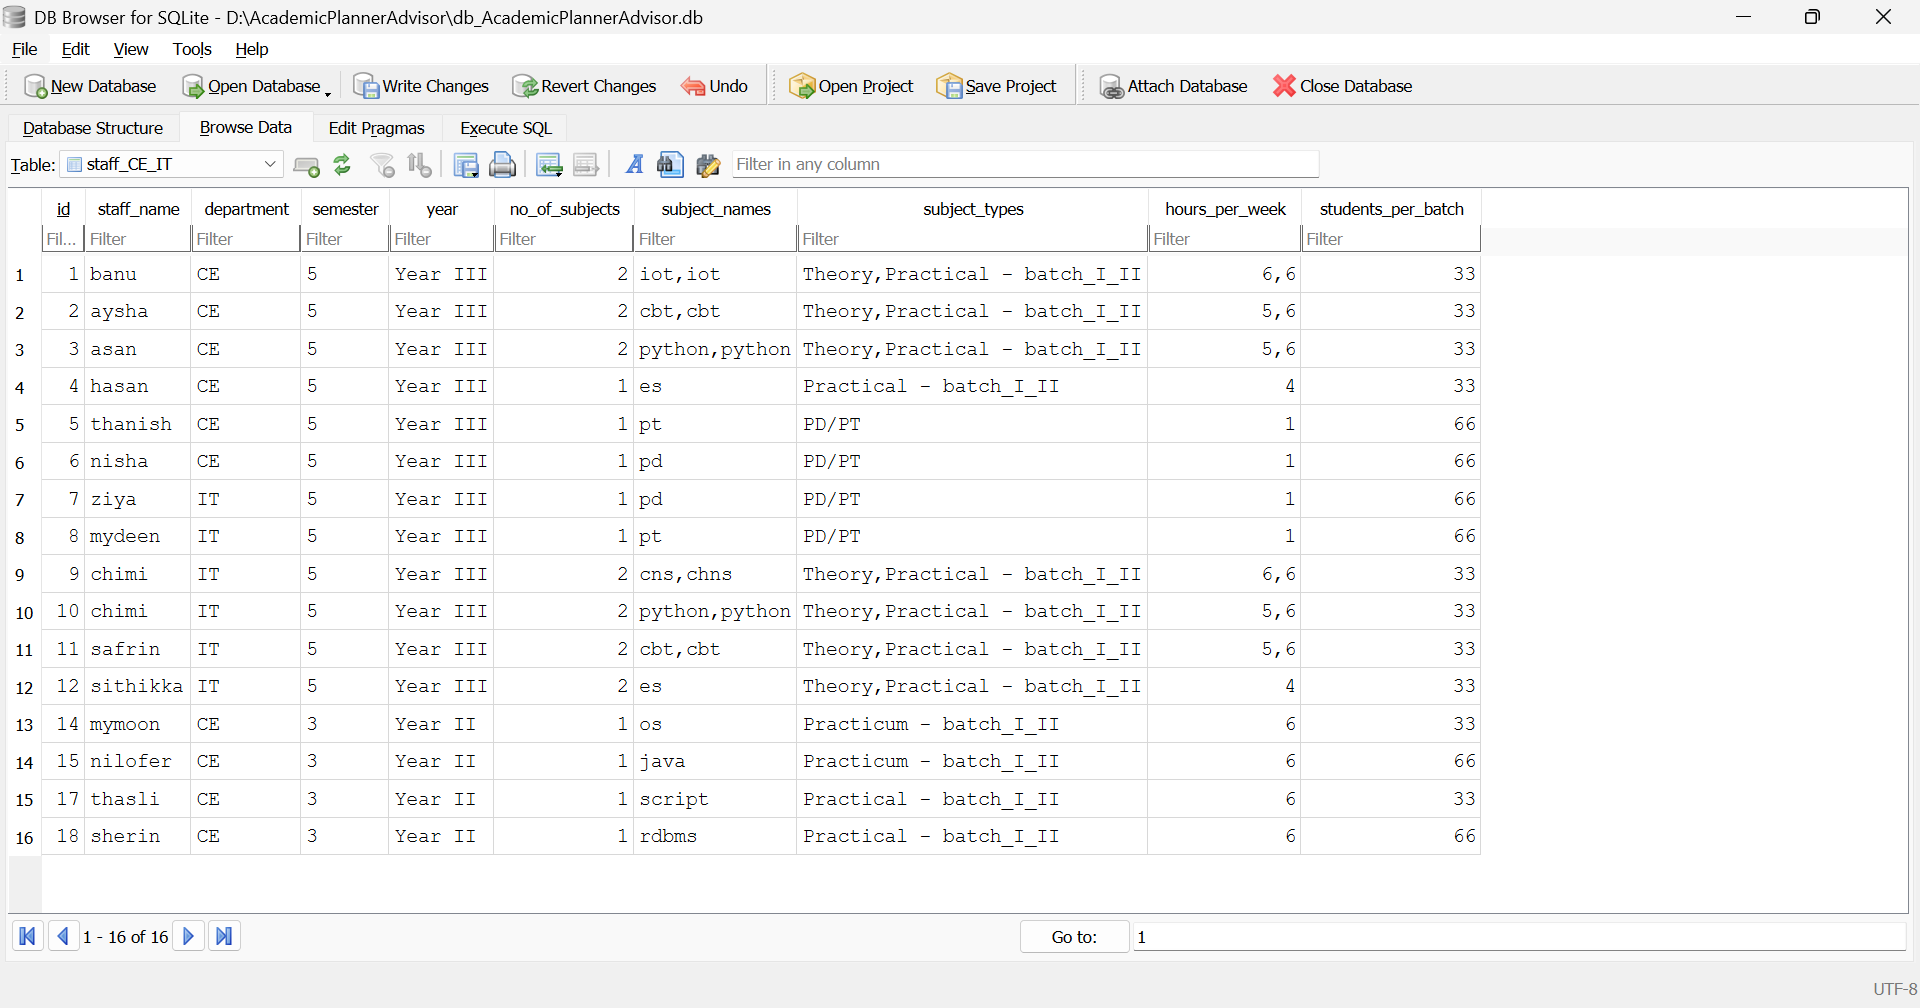 DB Browser for SQLite - D:\AcademicPlannerAdvisor\db_AcademicPlannerAdvisor.db
File Edit View Tools Help
New Database Open Database Write Changes Revert Changes Undo Open Project Save Project Attach Database Close Database
Database Structure Browse Data Edit Pragmas Execute SQL
Table: staff_CE_IT Filter in any column
id staff_name department semester year no_of_subjects subject_names subject_types hours_per_week students_per_batch
Fil... Filter Filter Filter Filter Filter Filter Filter Filter Filter
1 1 banu CE 5 Year III 2 iot,iot Theory,Practical - batch_I_II 6,6 33
2 2 aysha CE 5 Year III 2 cbt,cbt Theory,Practical - batch_I_II 5,6 33
3 3 asan CE 5 Year III 2 python,python Theory,Practical - batch_I_II 5,6 33
4 4 hasan CE 5 Year III 1 es Practical - batch_I_II 4 33
5 5 thanish CE 5 Year III 1 pt PD/PT 1 66
6 6 nisha CE 5 Year III 1 pd PD/PT 1 66
7 7 ziya IT 5 Year III 1 pd PD/PT 1 66
8 8 mydeen IT 5 Year III 1 pt PD/PT 1 66
9 9 chimi IT 5 Year III 2 cns,chns Theory,Practical - batch_I_II 6,6 33
10 10 chimi IT 5 Year III 2 python,python Theory,Practical - batch_I_II 5,6 33
11 11 safrin IT 5 Year III 2 cbt,cbt Theory,Practical - batch_I_II 5,6 33
12 12 sithikka IT 5 Year III 2 es Theory,Practical - batch_I_II 4 33
13 14 mymoon CE 3 Year II 1 os Practicum - batch_I_II 6 33
14 15 nilofer CE 3 Year II 1 java Practicum - batch_I_II 6 66
15 17 thasli CE 3 Year II 1 script Practical - batch_I_II 6 33
16 18 sherin CE 3 Year II 1 rdbms Practical - batch_I_II 6 66
1 - 16 of 16 Go to: 1
UTF-8